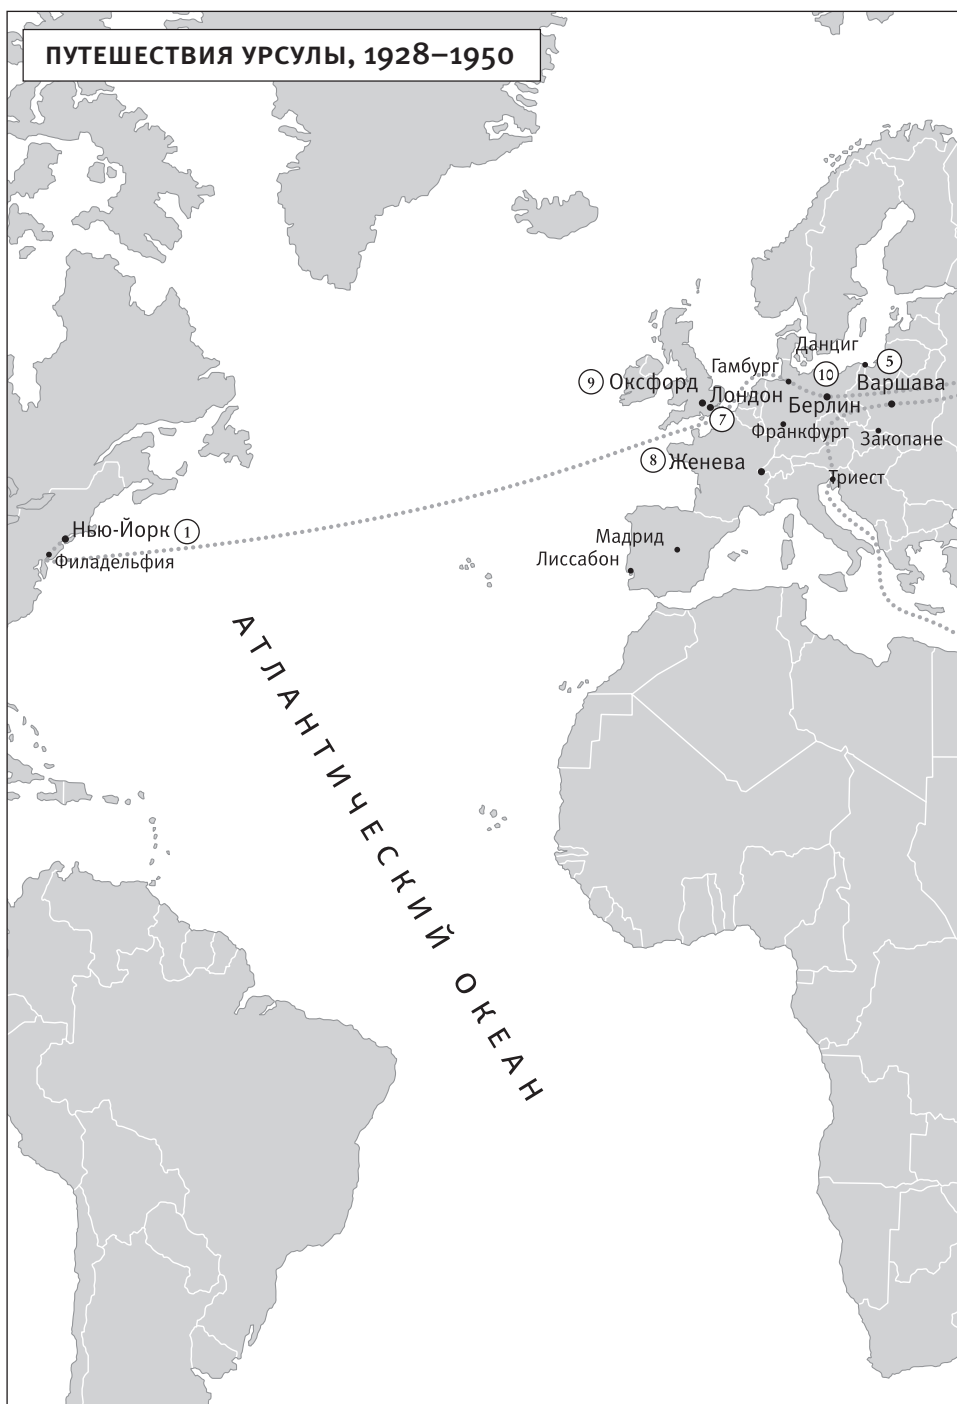 ПУТЕШЕСТВИЯ УРСУЛЫ, 1928–1950
Данциг
5
Гамбург
10
9 Оксфорд
Варшава
Лондон
Берлин
7
Франкфурт
Закопане
8 Женева
Триест
Нью-Йорк 1
Мадрид
Филадельфия
Лиссабон
АТЛАНТИЧЕСКИЙ ОКЕАН